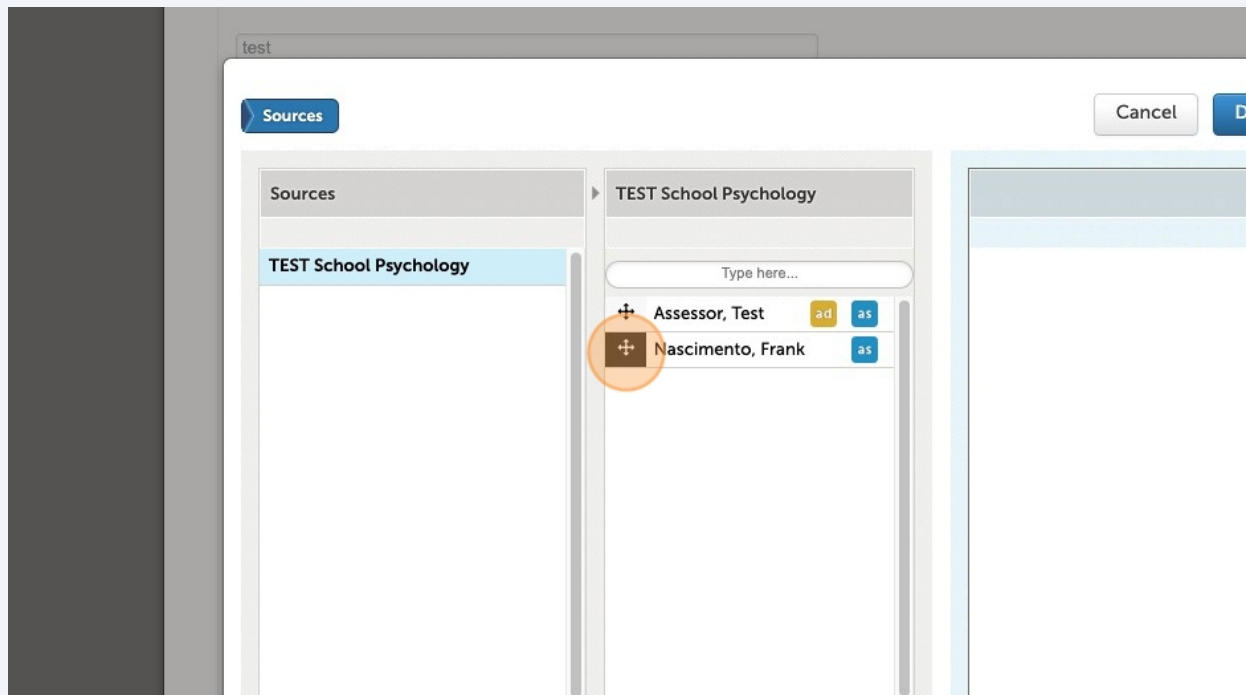 test
Sources
Cancel
Sources
TEST School Psychology
TEST School Psychology
Type here...
Assessor, Test ad as
Nascimento, Frank as